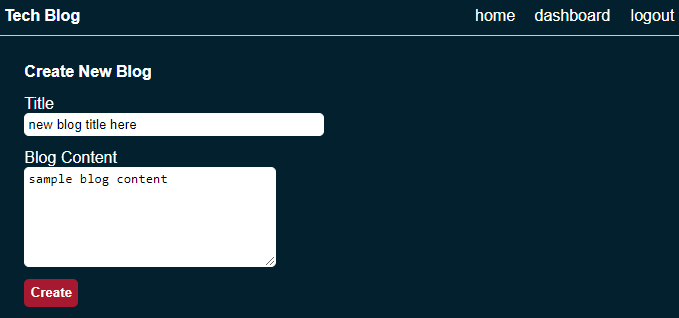 Tech Blog home dashboard logout
Create New Blog
Title
new blog title here
Blog Content
sample blog content
Create